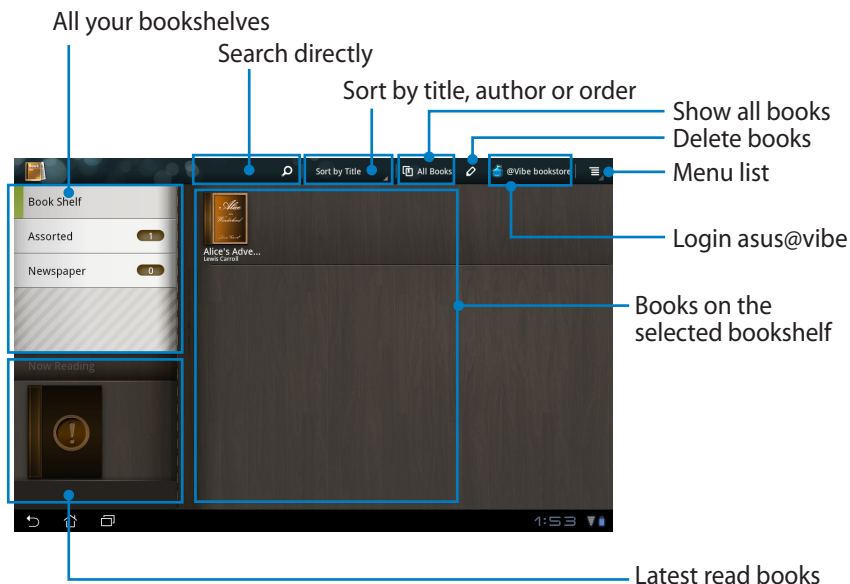 All your bookshelves
Search directly
Sort by title, author or order
Show all books
Delete books
Menu list
Sort by Title
All Books
@Vibe bookstore
Book Shelf
Assorted 1
Newspaper 0
Alice
Wonderland
Alice's Adve...
Lewis Carroll
Login asus@vibe
Books on the
selected bookshelf
Now Reading
1:53
Latest read books